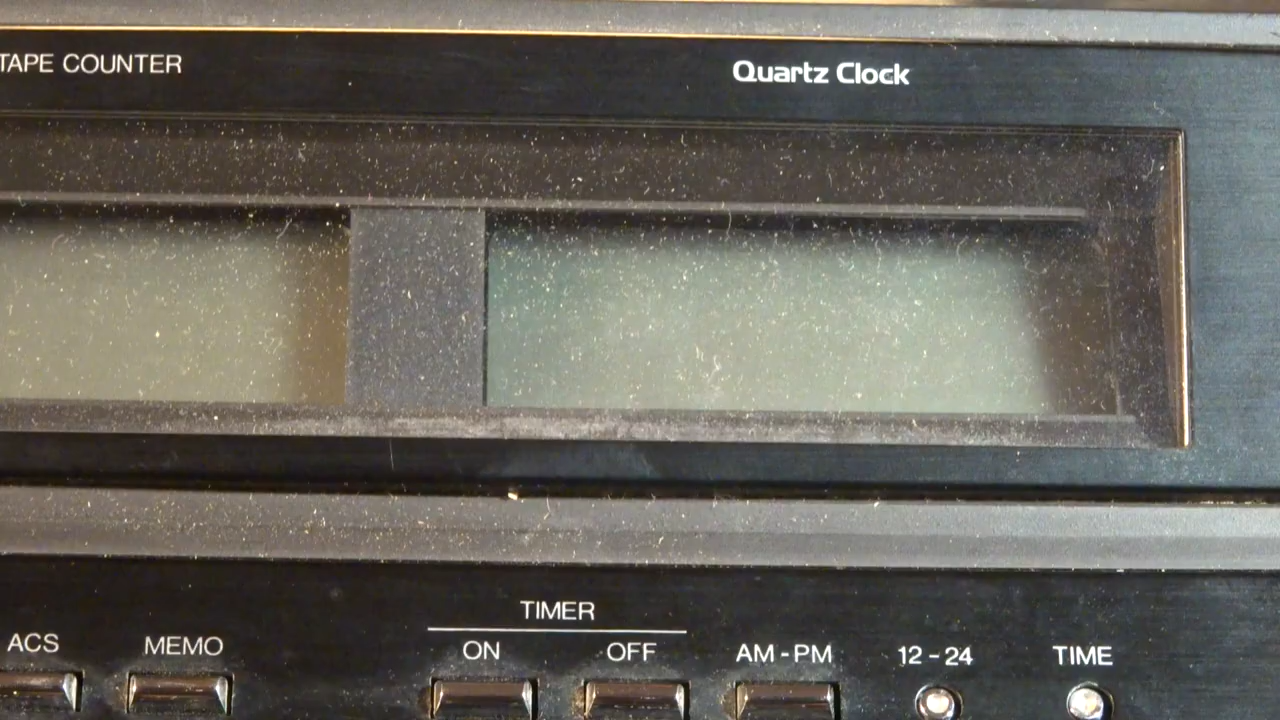 TAPE COUNTER
Quartz Clock
TIMER
ACS
MEMO
ON
OFF
AM-PM
12-24
TIME